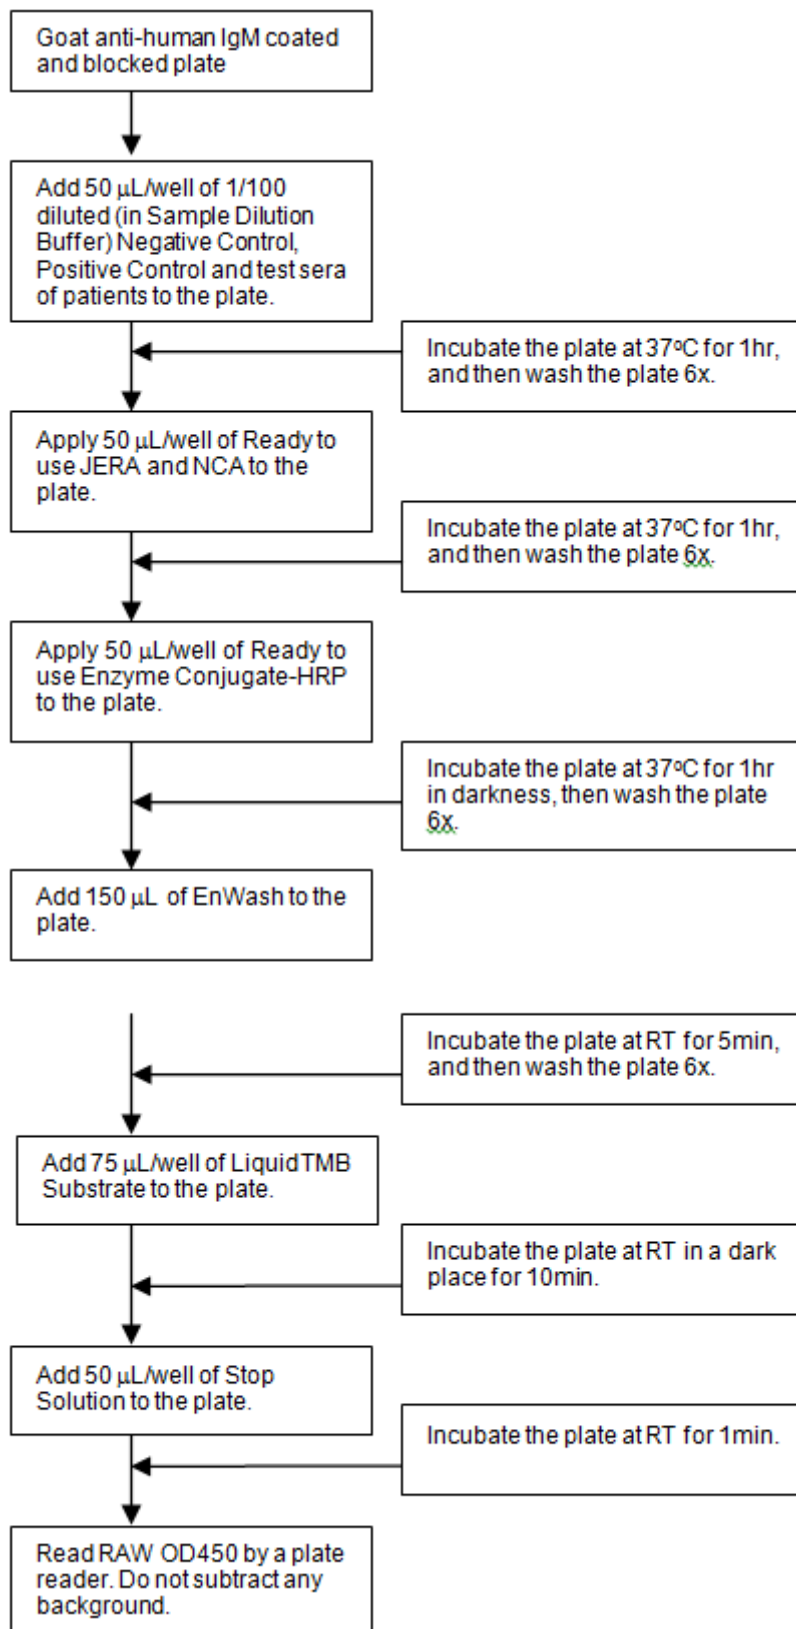 Goat anti-human IgM coated
and blocked plate
Add 50 μL/well of 1/100
diluted (in Sample Dilution
Buffer) Negative Control,
Positive Control and test sera
of patients to the plate.
Incubate the plate at 37ºC for 1hr,
and then wash the plate 6x.
Apply 50 μL/well of Ready to
use JERA and NCA to the
plate.
Incubate the plate at 37ºC for 1hr,
and then wash the plate 6x.
Apply 50 μL/well of Ready to
use Enzyme Conjugate-HRP
to the plate.
Incubate the plate at 37ºC for 1hr
in darkness, then wash the plate
6x.
Add 150 μL of EnWash to the
plate.
Incubate the plate at RT for 5min,
and then wash the plate 6x.
Add 75 μL/well of Liquid TMB
Substrate to the plate.
Incubate the plate at RT in a dark
place for 10min.
Add 50 μL/well of Stop
Solution to the plate.
Incubate the plate at RT for 1min.
Read RAW OD450 by a plate
reader. Do not subtract any
background.